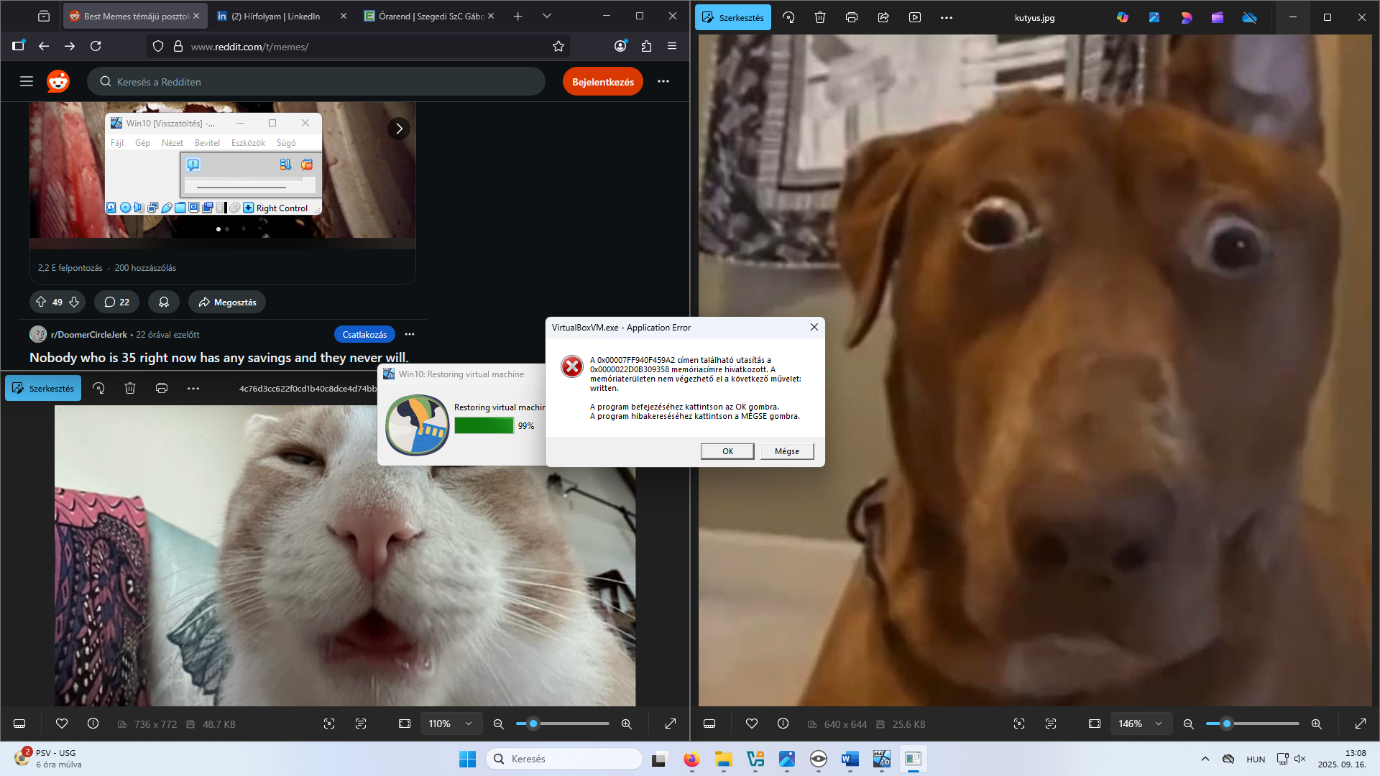 Best Memes témájú posztok
(2) Hírfolyam | LinkedIn
Órarend | Szegedi SzC Gábo
www.reddit.com/t/memes/
Keresés a Redditen
Bejelentkezés
Win10 [Visszatöltés] -...
Fájl Gép Nézet Bevitel Eszközök Súgó
Right Control
2,2 E felpontozás · 200 hozzászólás
49 22 Megosztás
r/DoomerCircleJerk • 22 órával ezelőtt
Csatlakozás
Nobody who is 35 right now has any savings and they never will.
Szerkesztés
4c76d3cc622f0cd1b40c8dce4d74bb
736 x 772 48.7 KB
110%
Szerkesztés
kutyus.jpg
640 x 644 25.6 KB
146%
Win10: Restoring virtual machine
Restoring virtual machin
99%
VirtualBoxVM.exe - Application Error
A 0x00007FF940F459A2 címen található utasítás a
0x0000022D0B309358 memóriacímre hivatkozott. A
memóriaterületen nem végezhető el a következő művelet:
written.
A program befejezéséhez kattintson az OK gombra.
A program hibakereséséhez kattintson a MÉGSE gombra.
OK
Mégse
2
PSV - USG
6 óra múlva
Keresés
HUN
13:08
2025. 09. 16.